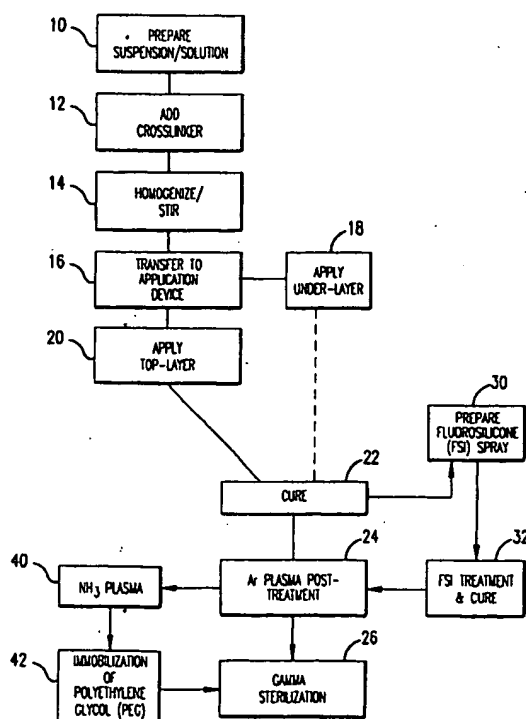 10
PREPARE
SUSPENSION/SOLUTION
12
ADD
CROSSLINKER
14
HOMOGENIZE/
STIR
16
TRANSFER TO
APPLICATION
DEVICE
18
APPLY
UNDER-LAYER
20
APPLY
TOP-LAYER
30
PREPARE
FLUOROSILICONE
(FSI) SPRAY
22
CURE
24
Ar PLASMA POST-
TREATMENT
32
FSI TREATMENT
& CURE
40
NH3 PLASMA
42
IMMOBILIZATION
OF
POLYETHYLENE
GLYCOL (PEG)
26
GAMMA
STERILIZATION